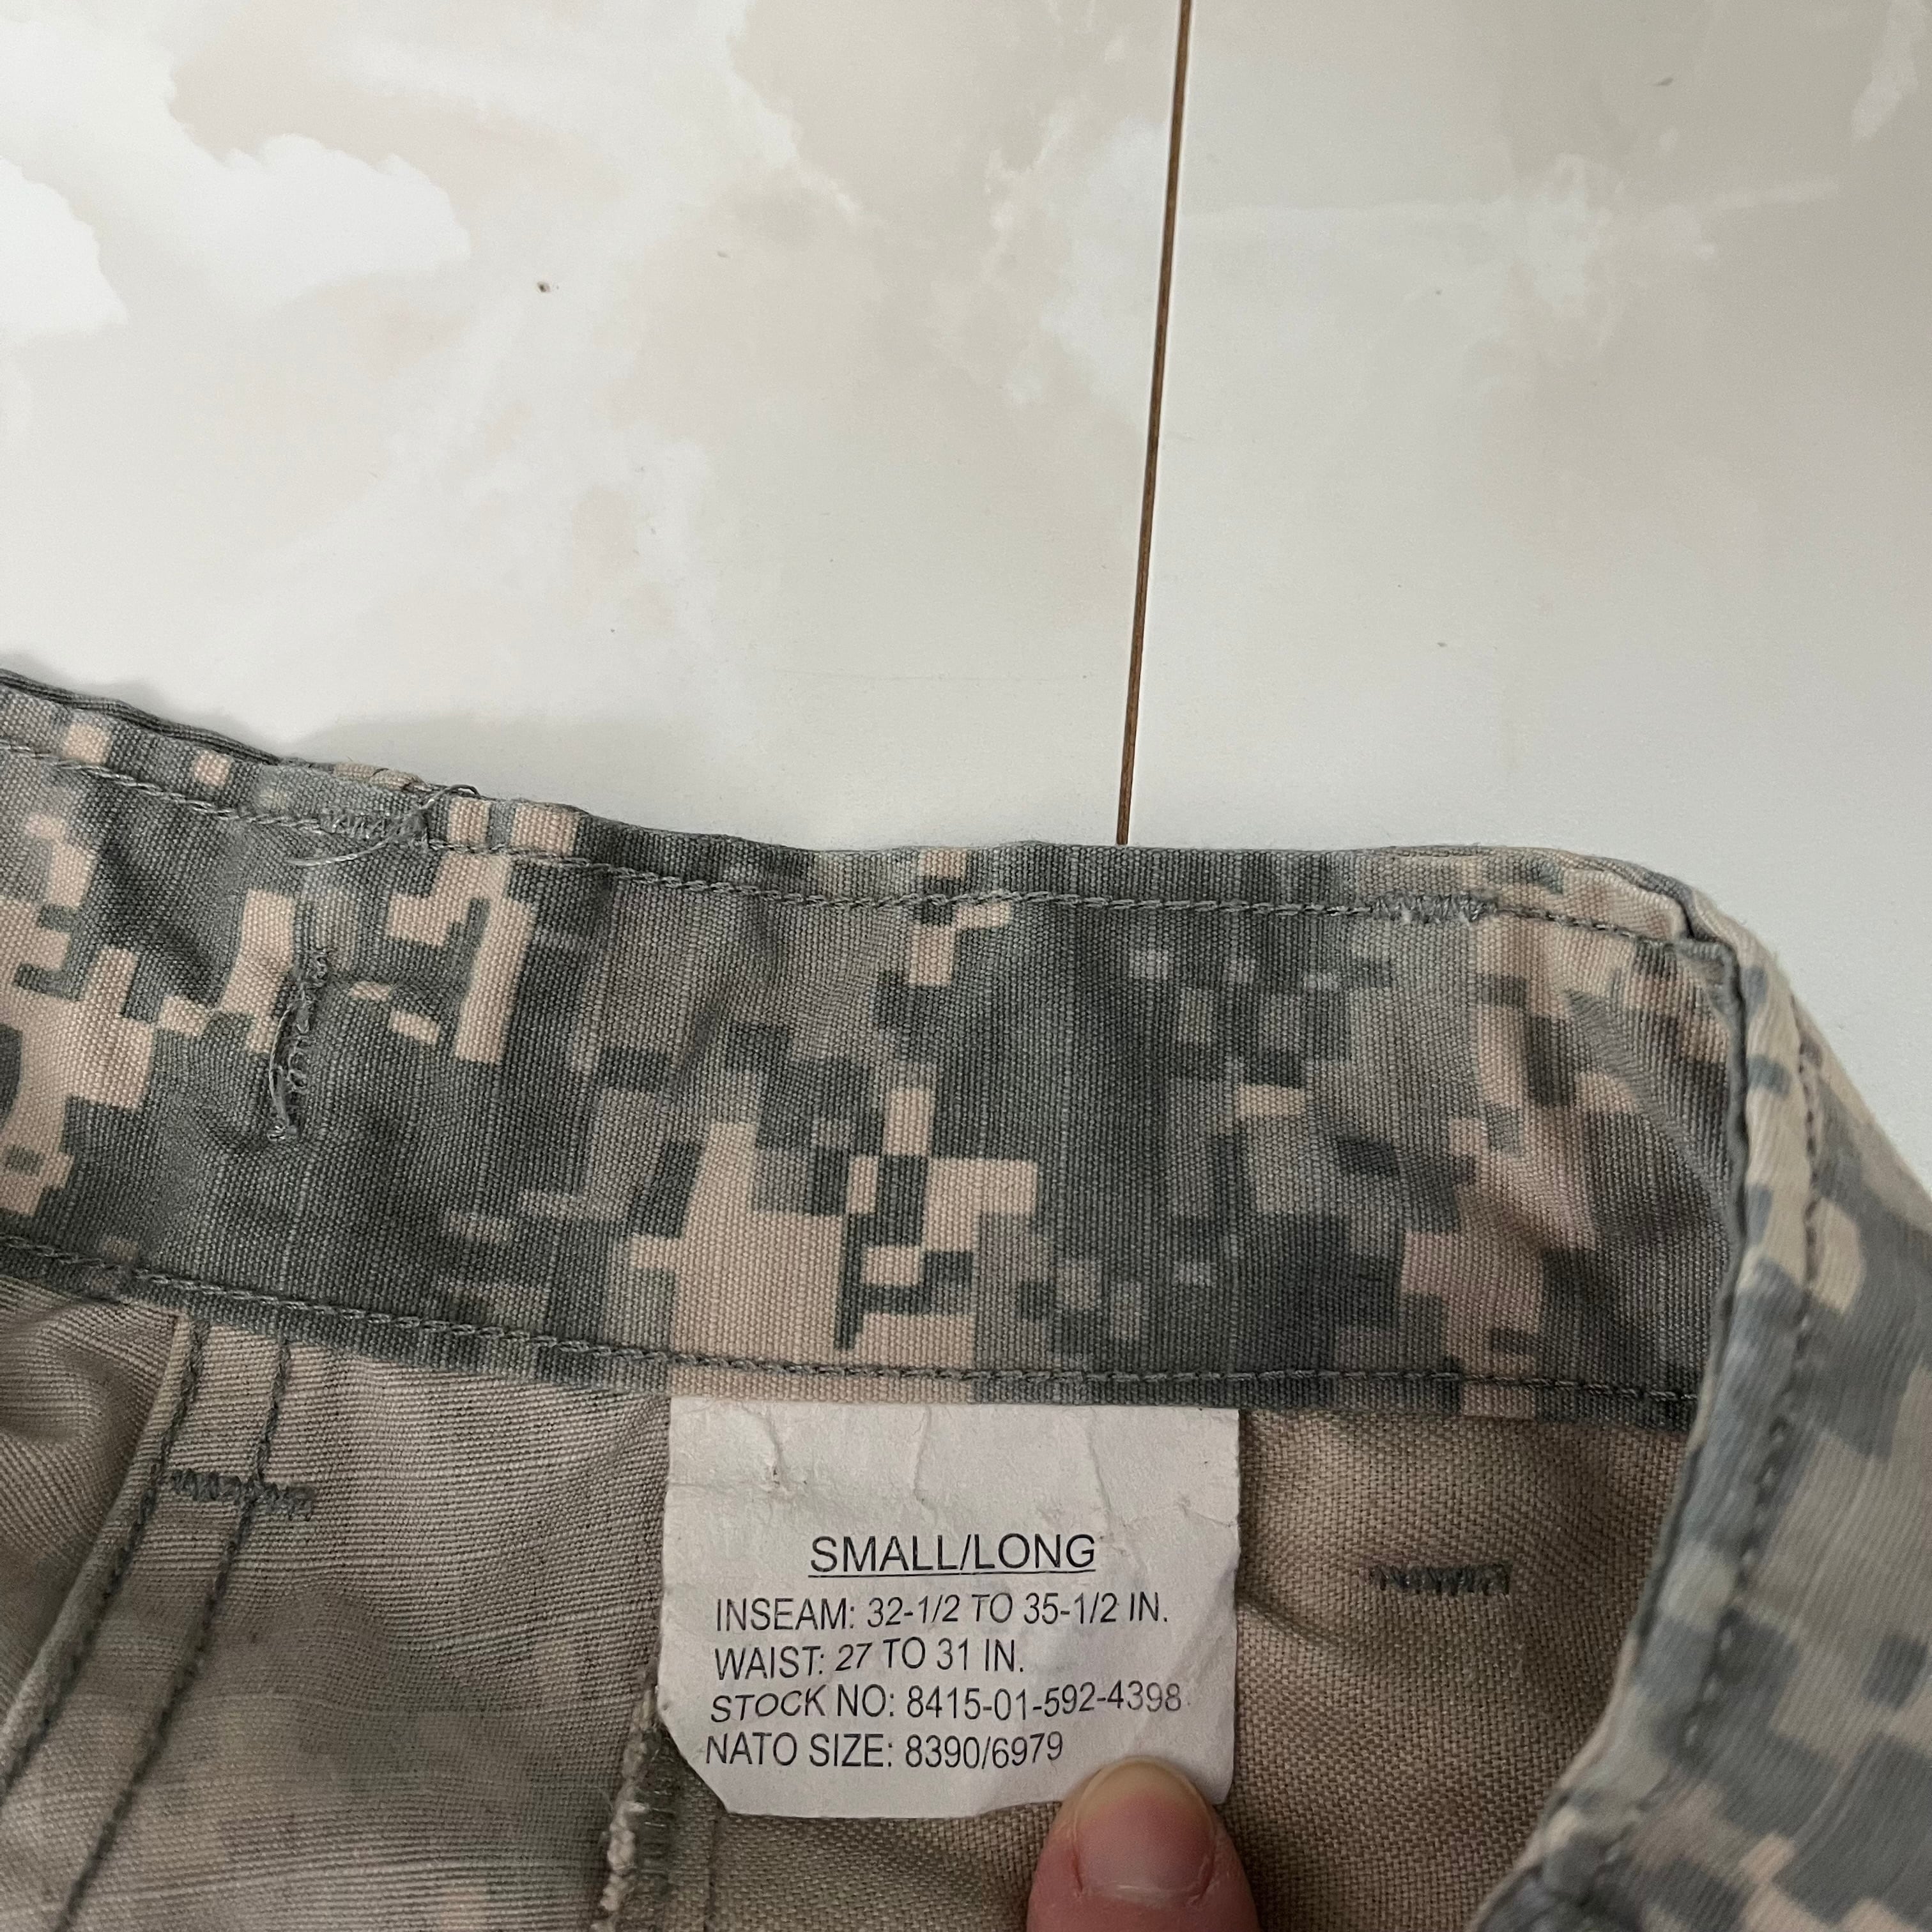 SMALL/LONG
INSEAM: 32-1/2 TO 35-1/2 IN.
WAIST: 27 TO 31 IN.
STOCK NO: 8415-01-592-4398
NATO SIZE: 8390/6979